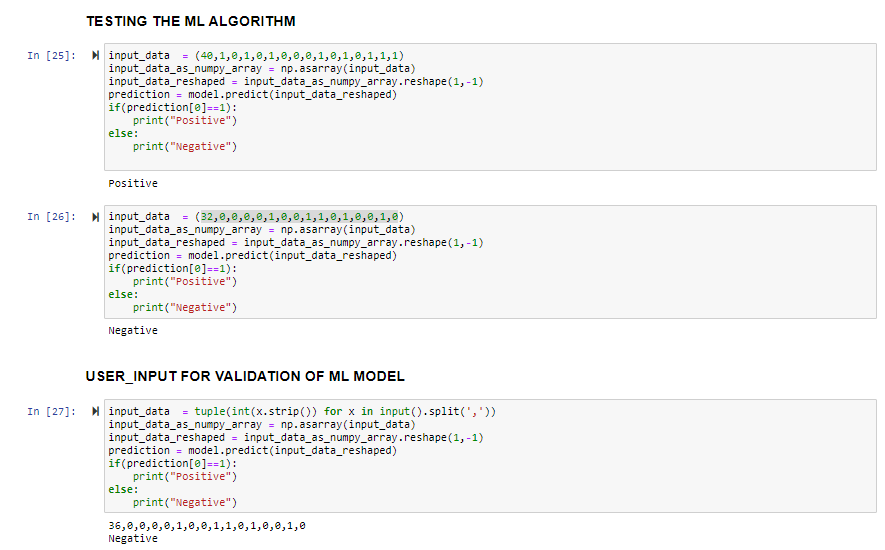 TESTING THE ML ALGORITHM
In [25]:
input_data  = (40,1,0,1,0,1,0,0,0,1,0,1,0,1,1,1)
input_data_as_numpy_array = np.asarray(input_data)
input_data_reshaped = input_data_as_numpy_array.reshape(1,-1)
prediction = model.predict(input_data_reshaped)
if(prediction[0]==1):
    print("Positive")
else:
    print("Negative")
Positive
In [26]:
input_data  = (32,0,0,0,0,1,0,0,1,1,0,1,0,0,1,0)
input_data_as_numpy_array = np.asarray(input_data)
input_data_reshaped = input_data_as_numpy_array.reshape(1,-1)
prediction = model.predict(input_data_reshaped)
if(prediction[0]==1):
    print("Positive")
else:
    print("Negative")
Negative
USER_INPUT FOR VALIDATION OF ML MODEL
In [27]:
input_data  = tuple(int(x.strip()) for x in input().split(','))
input_data_as_numpy_array = np.asarray(input_data)
input_data_reshaped = input_data_as_numpy_array.reshape(1,-1)
prediction = model.predict(input_data_reshaped)
if(prediction[0]==1):
    print("Positive")
else:
    print("Negative")
36,0,0,0,0,1,0,0,1,1,0,1,0,0,1,0
Negative